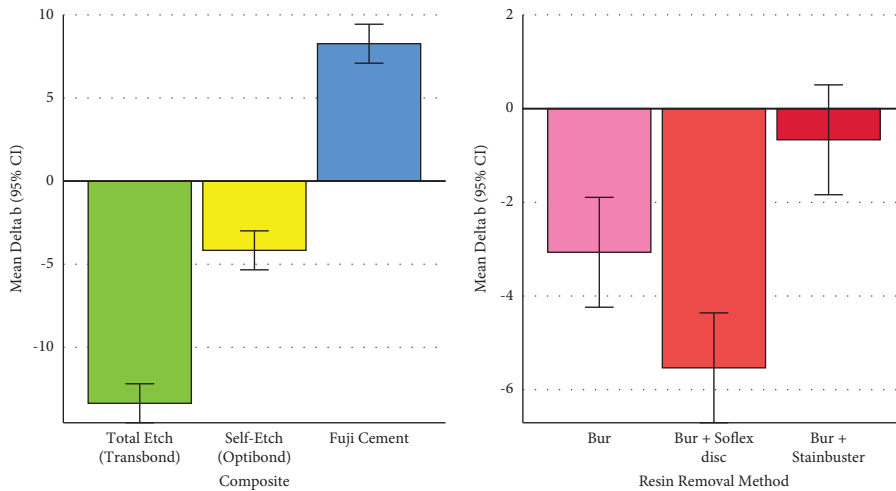 10
5
0
-5
-10
Mean Delta b (95% CI)
Total Etch
(Transbond)
Self-Etch
(Optibond)
Fuji Cement
Composite
2
0
-2
-4
-6
Mean Delta b (95% CI)
Bur
Bur + Soflex
disc
Bur +
Stainbuster
Resin Removal Method